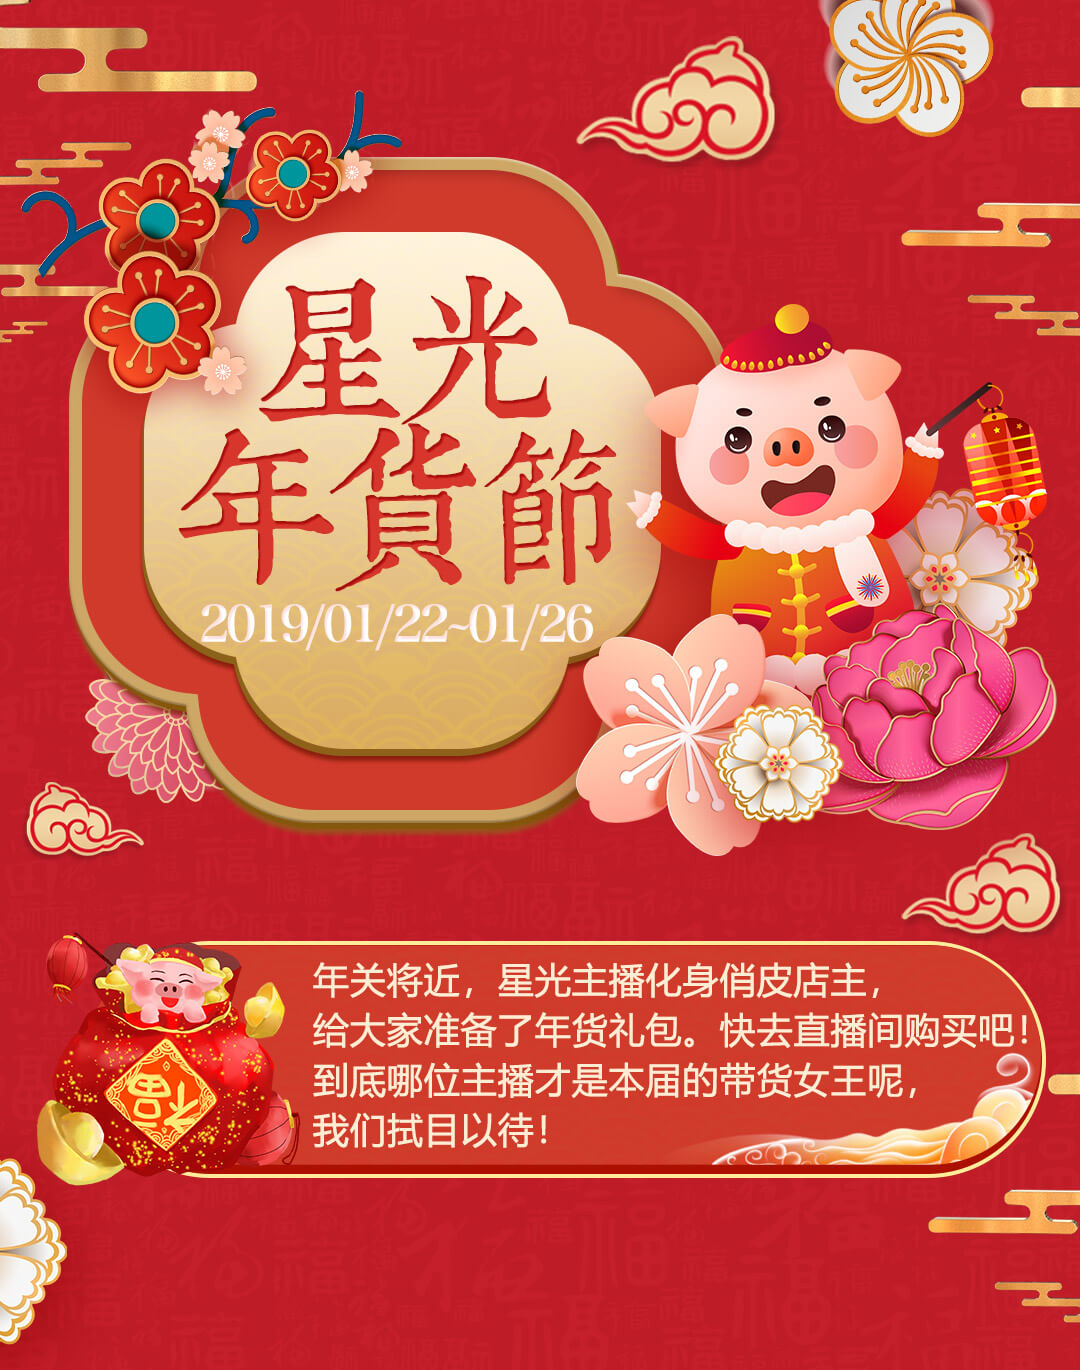 星光
年貨節
2019/01/22~01/26
年关将近，星光主播化身俏皮店主，
给大家准备了年货礼包。快去直播间购买吧！
到底哪位主播才是本届的带货女王呢，
我们拭目以待！
福